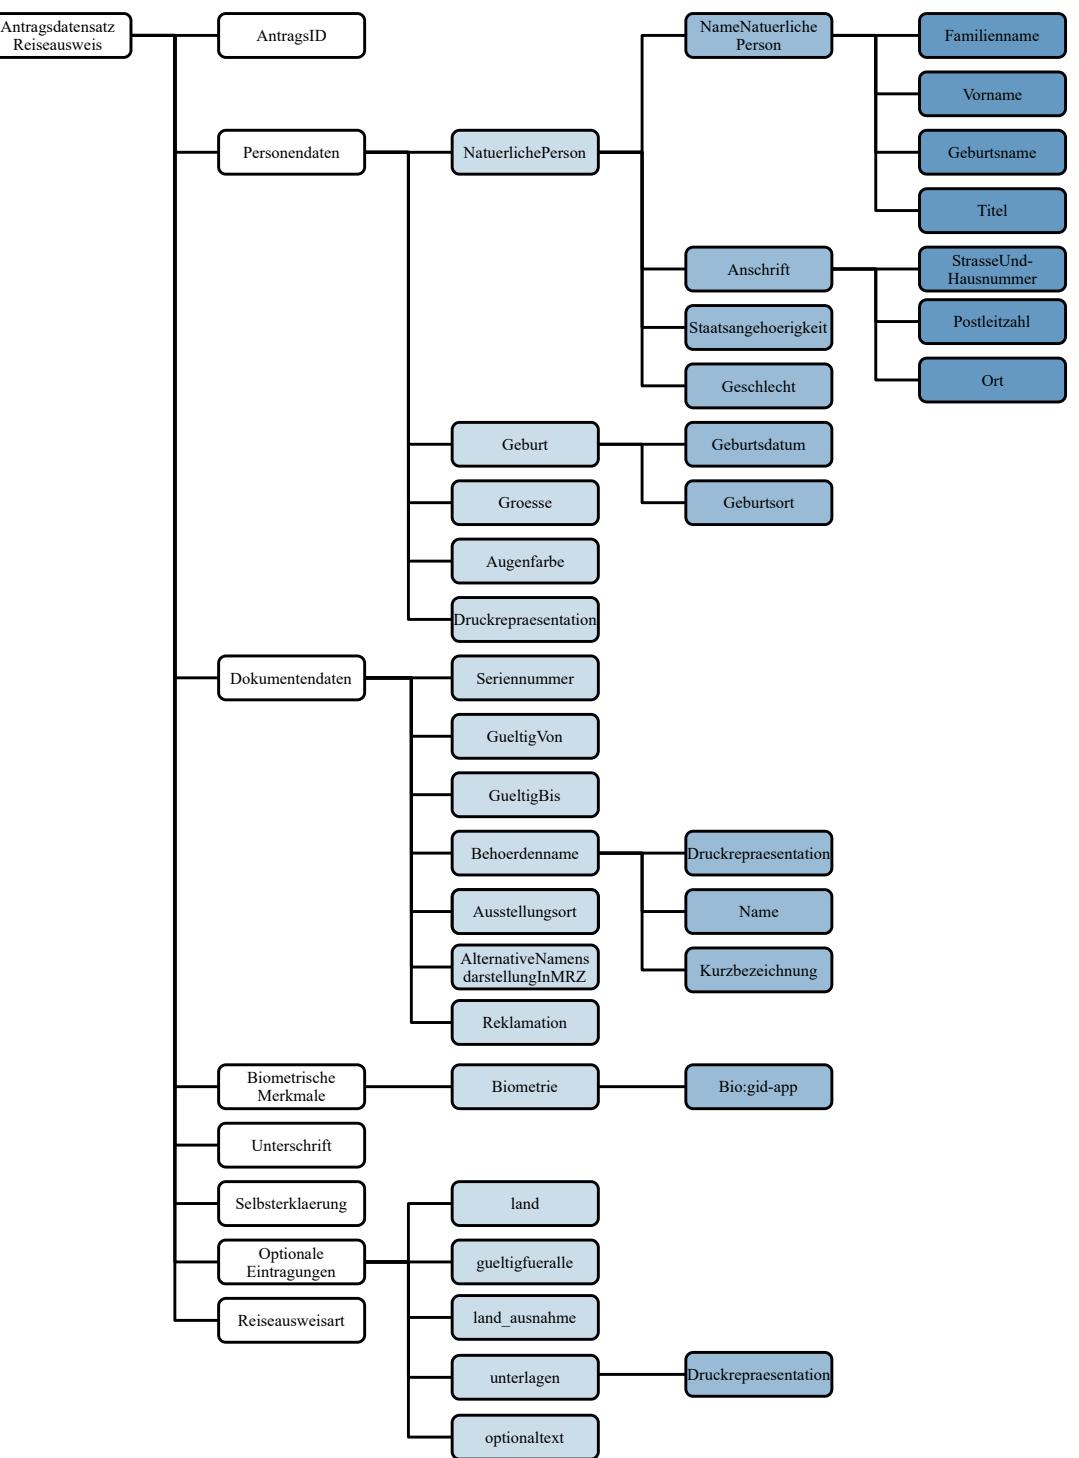 Antragsdatensatz
Reiseausweis
AntragsID
NameNatuerliche
Person
Familienname
Vorname
Personendaten
NatuerlichePerson
Geburtsname
Titel
Anschrift
StrasseUnd-
Hausnummer
Staatsangehoerigkeit
Postleitzahl
Geschlecht
Ort
Geburt
Geburtsdatum
Groesse
Geburtsort
Augenfarbe
Druckrepraesentation
Dokumentendaten
Seriennummer
GueltigVon
GueltigBis
Behoerdenname
Druckrepraesentation
Ausstellungsort
Name
AlternativeNamens
darstellungInMRZ
Kurzbezeichnung
Reklamation
Biometrische
Merkmale
Biometrie
Bio:gid-app
Unterschrift
Selbsterklaerung
land
Optionale
Eintragungen
gueltigfueralle
Reiseausweisart
land_ausnahme
unterlagen
Druckrepraesentation
optionaltext